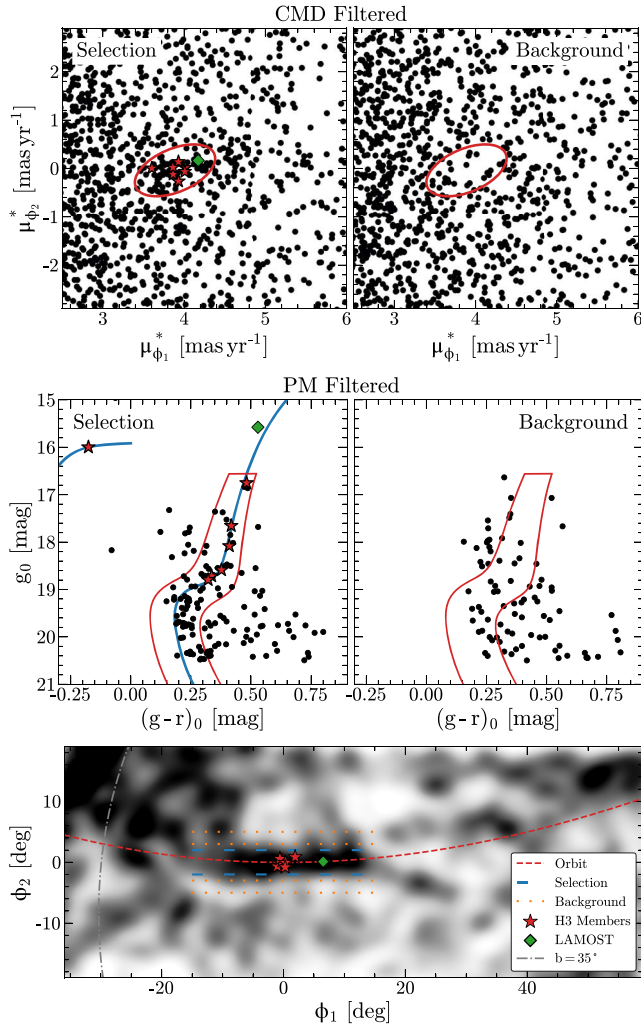 CMD Filtered
Selection
Background
2
1
0
-1
-2
μ*ϕ2 [mas yr-1]
3 4 5 6
3 4 5 6
μ*ϕ1 [mas yr-1]
μ*ϕ1 [mas yr-1]
PM Filtered
Selection
Background
15
16
17
18
19
20
21
g0 [mag]
-0.25 0.00 0.25 0.50 0.75
-0.25 0.00 0.25 0.50 0.75
(g-r)0 [mag]
(g-r)0 [mag]
10
0
-10
ϕ2 [deg]
Orbit
Selection
Background
H3 Members
LAMOST
b = 35°
-20 0 20 40
ϕ1 [deg]